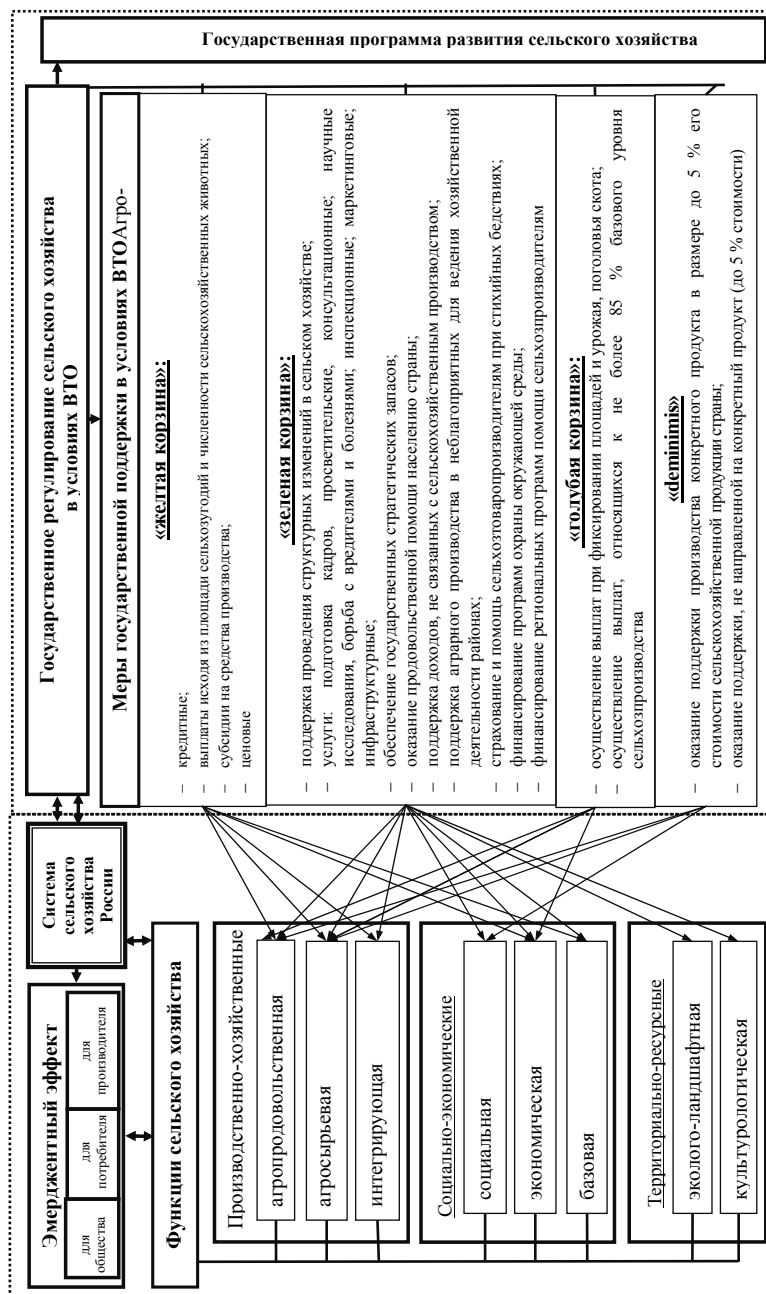 Эмерджентный эффект
для
общества
для
потребителя
для
производителя
Система
сельского
хозяйства
России
Государственное регулирование сельского хозяйства
в условиях ВТО
Государственная программа развития сельского хозяйства
Функции сельского хозяйства
Производственно-хозяйственные
агропродовольственная
агросырьевая
интегрирующая
Социально-экономические
социальная
экономическая
базовая
Территориально-ресурсные
эколого-ландшафтная
культурологическая
Меры государственной поддержки в условиях ВТОАгро-
«желтая корзина»:
– кредитные;
– выплаты исходя из площади сельхозугодий и численности сельскохозяйственных животных;
– субсидии на средства производства;
– ценовые
«зеленая корзина»:
– поддержка проведения структурных изменений в сельском хозяйстве;
– услуги: подготовка кадров, просветительские, консультационные; научные
исследования, борьба с вредителями и болезнями; инспекционные; маркетинговые;
инфраструктурные;
– обеспечение государственных стратегических запасов;
– оказание продовольственной помощи населению страны;
– поддержка доходов, не связанных с сельскохозяйственным производством;
– поддержка аграрного производства в неблагоприятных для ведения хозяйственной
деятельности районах;
– страхование и помощь сельхозтоваропроизводителям при стихийных бедствиях;
– финансирование программ охраны окружающей среды;
– финансирование региональных программ помощи сельхозпроизводителям
«голубая корзина»:
– осуществление выплат при фиксировании площадей и урожая, поголовья скота;
– осуществление выплат, относящихся к не более 85 % базового уровня
сельхозпроизводства
«deminimis»
– оказание поддержки производства конкретного продукта в размере до 5 % его
стоимости сельскохозяйственной продукции страны;
– оказание поддержки, не направленной на конкретный продукт (до 5 % стоимости)